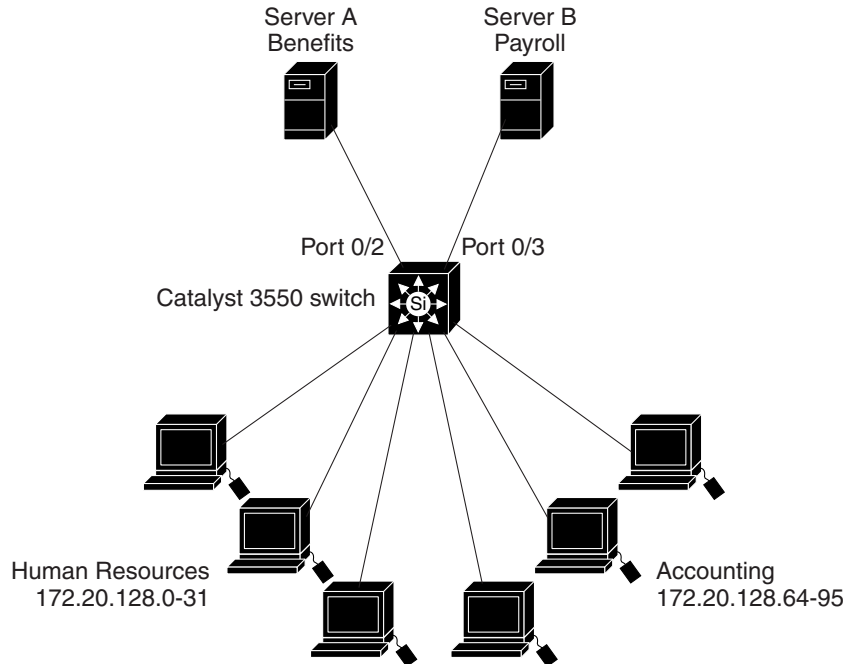 Server A
Benefits
Server B
Payroll
Port 0/2
Port 0/3
Catalyst 3550 switch
Si
Human Resources
172.20.128.0-31
Accounting
172.20.128.64-95